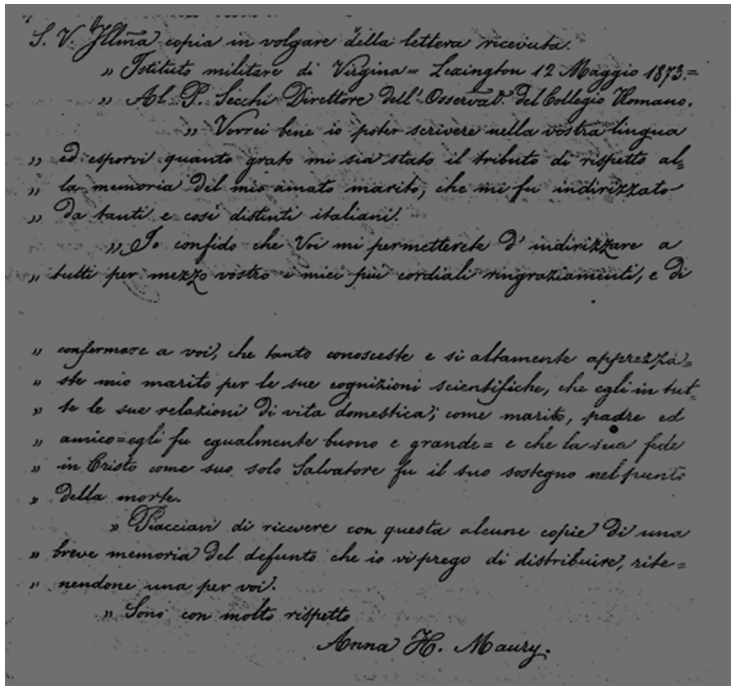 S. V. Illma copia in volgare della lettera ricevuta.
" Istituto militare di Virginia = Lexington 12 Maggio 1873.=
" Al P. Secchi Direttore dell'Osservat. del Collegio Romano.
" Vorrei bene io poter scrivere nella vostra lingua
" ed esporvi quanto grato mi sia stato il tributo di rispetto al=
" la memoria del mio amato marito, che mi fu indirizzato
" da tanti e così distinti italiani.
" Io confido che Voi mi permetterete d'indirizzare a
" tutti per mezzo vostro i miei più cordiali ringraziamenti, e di
" confermare a voi, che tanto conosceste e si altamente apprezza=
" ste mio marito per le sue cognizioni scientifiche, che egli in tut=
" te le sue relazioni di vita domestica; come marito, padre ed
" amico = egli fu egualmente buono e grande = e che la sua fede
" in Cristo come suo solo Salvatore fu il suo sostegno nel punto
" della morte.
" Piacciavi di ricevere con questa alcune copie di una
" breve memoria del defunto che io vi prego di distribuire, rite=
" nendone una per voi.
" Sono con molto rispetto
Anna H. Maury.